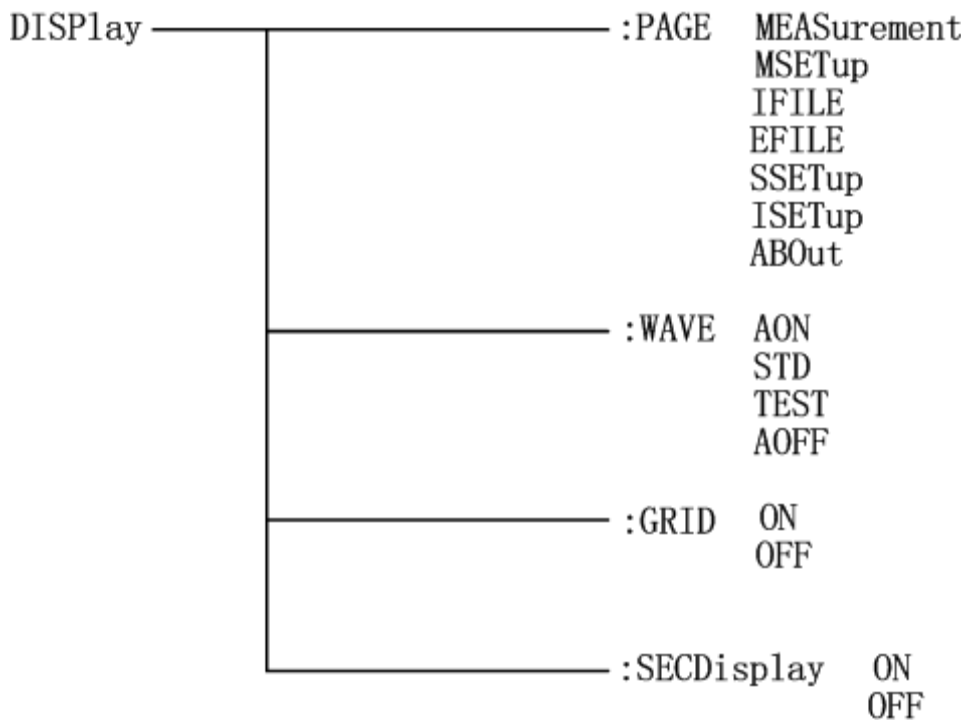 DISPlay :PAGE MEASurement
MSETup
IFILE
EFILE
SSETup
ISETup
ABOut
:WAVE AON
STD
TEST
AOFF
:GRID ON
OFF
:SECDisplay ON
OFF